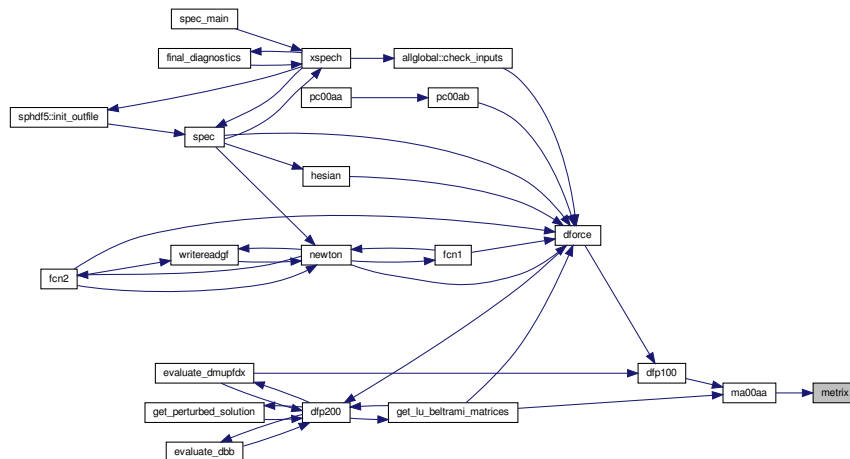 spec_main
final_diagnostics
xspech
allglobal::check_inputs
pc00aa
pc00ab
sphdf5::init_outfile
spec
hesian
dforce
writereadgf
newton
fcn1
fcn2
evaluate_dmupfdx
dfp100
ma00aa
metrix
get_perturbed_solution
dfp200
get_lu_beltrami_matrices
evaluate_dbb